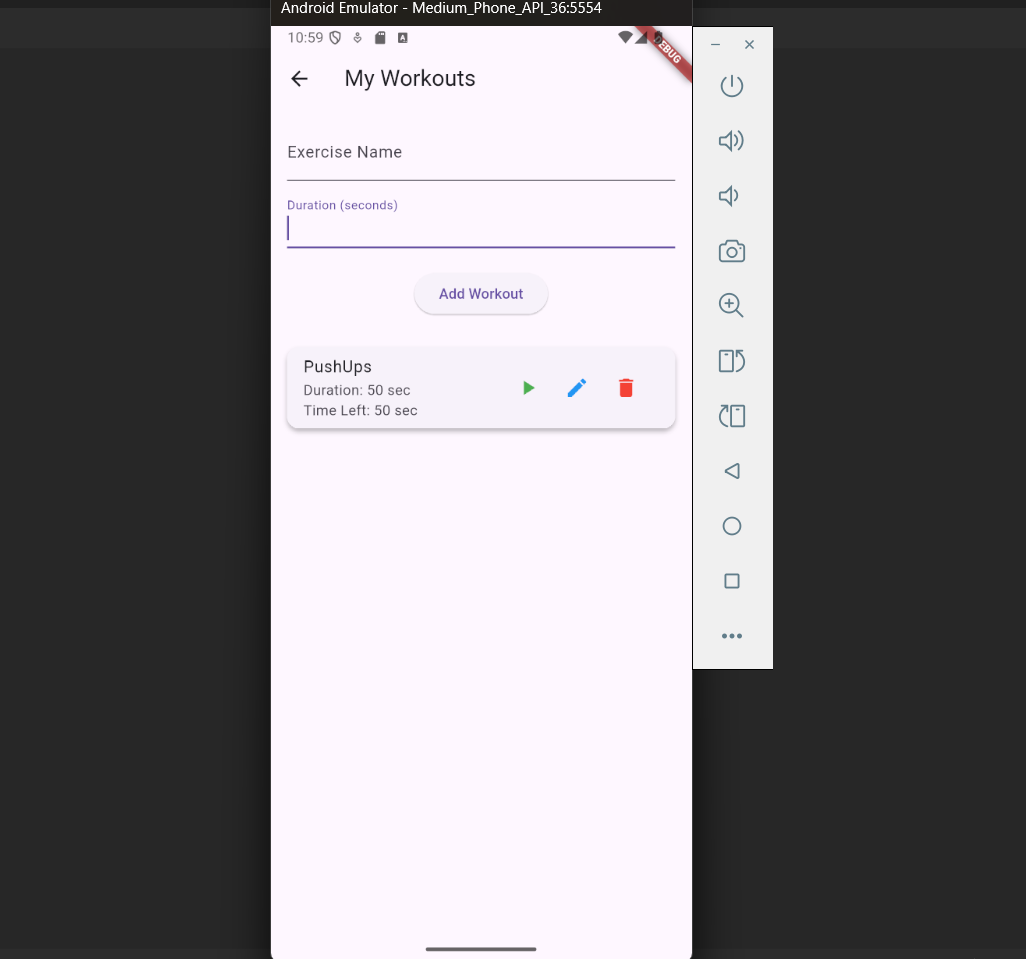 Android Emulator - Medium_Phone_API_36:5554
10:59
A
DEBUG
My Workouts
Exercise Name
Duration (seconds)
Add Workout
PushUps
Duration: 50 sec
Time Left: 50 sec